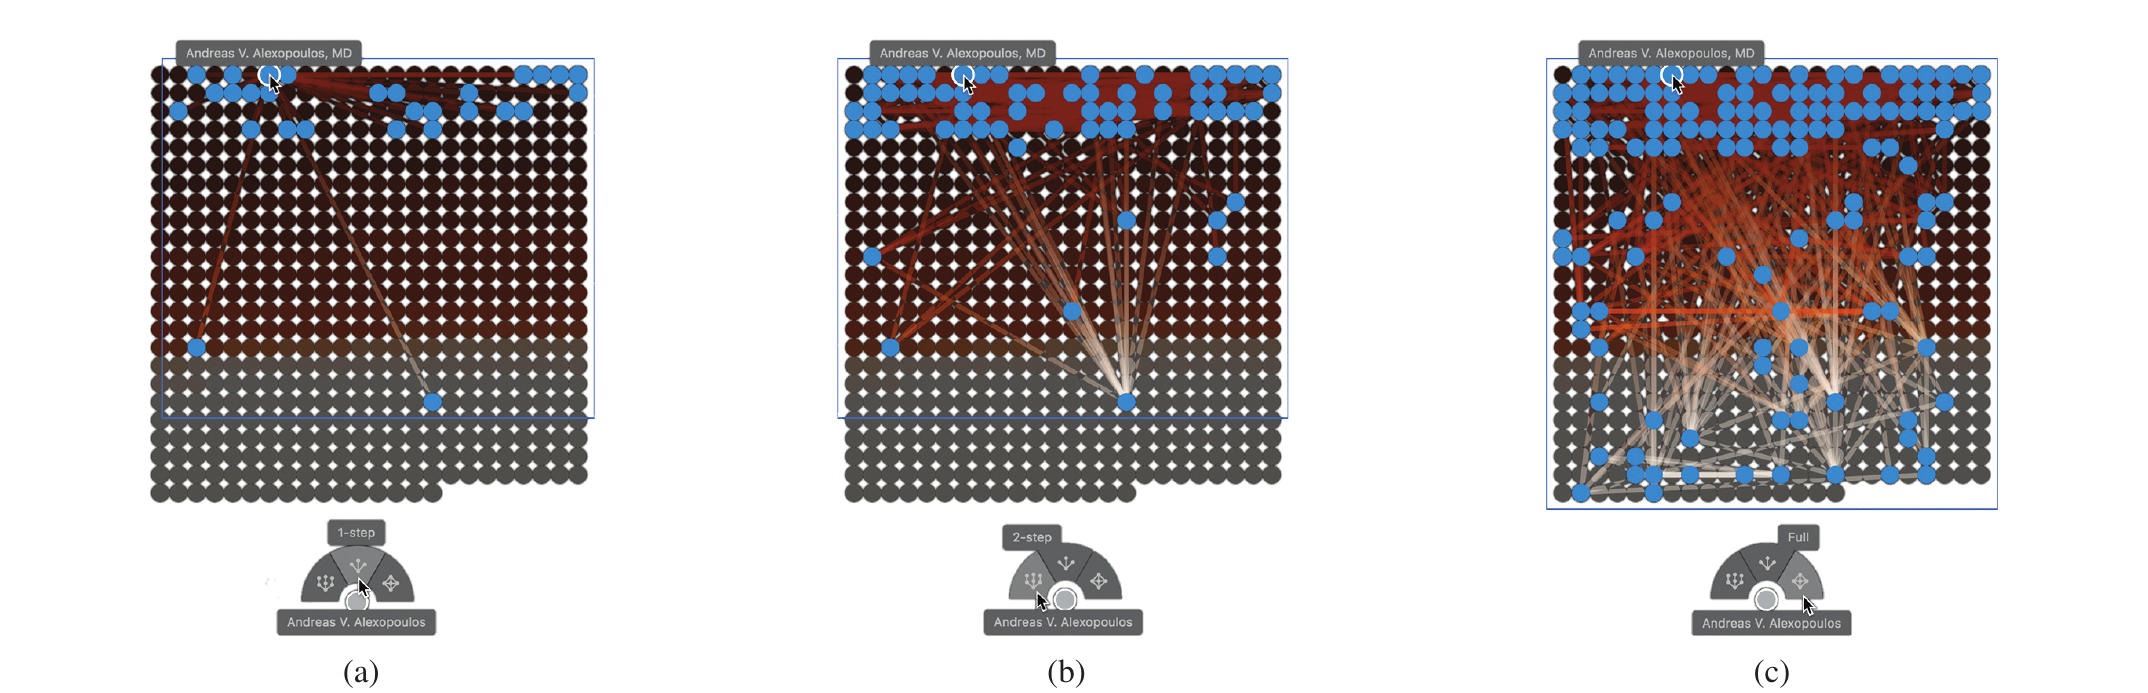 Andreas V. Alexopoulos, MD
Andreas V. Alexopoulos, MD
Andreas V. Alexopoulos, MD
1-step
2-step
Full
Andreas V. Alexopoulos
Andreas V. Alexopoulos
Andreas V. Alexopoulos
(a)
(b)
(c)